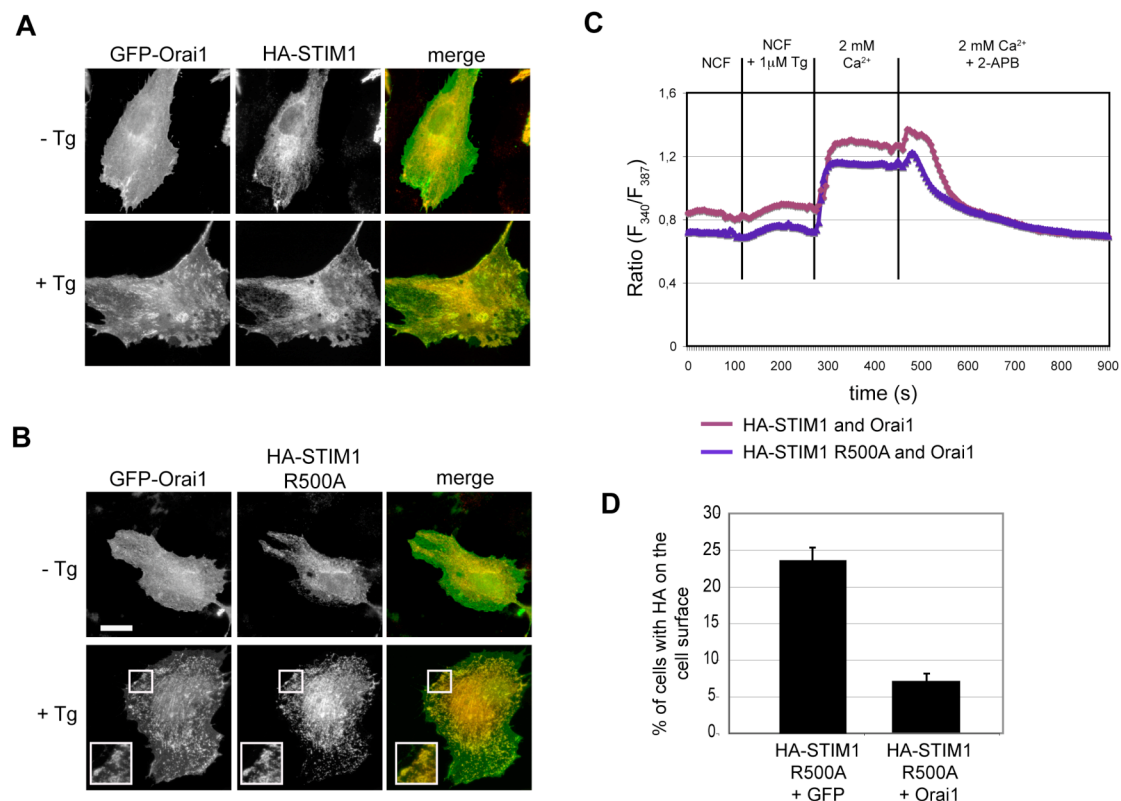 A
GFP-Orai1
HA-STIM1
merge
- Tg
+ Tg
B
GFP-Orai1
HA-STIM1
R500A
merge
- Tg
+ Tg
C
NCF
NCF
+ 1µM Tg
2 mM
Ca²⁺
2 mM Ca²⁺
+ 2-APB
1,6
1,2
0.8
0,4
0
Ratio (F₃₄₀/F₃₈₇)
0
100
200
300
400
500
600
700
800
900
time (s)
HA-STIM1 and Orai1
HA-STIM1 R500A and Orai1
D
30
25
20
15
10
5
0
% of cells with HA on the
cell surface
HA-STIM1
R500A
+ GFP
HA-STIM1
R500A
+ Orai1